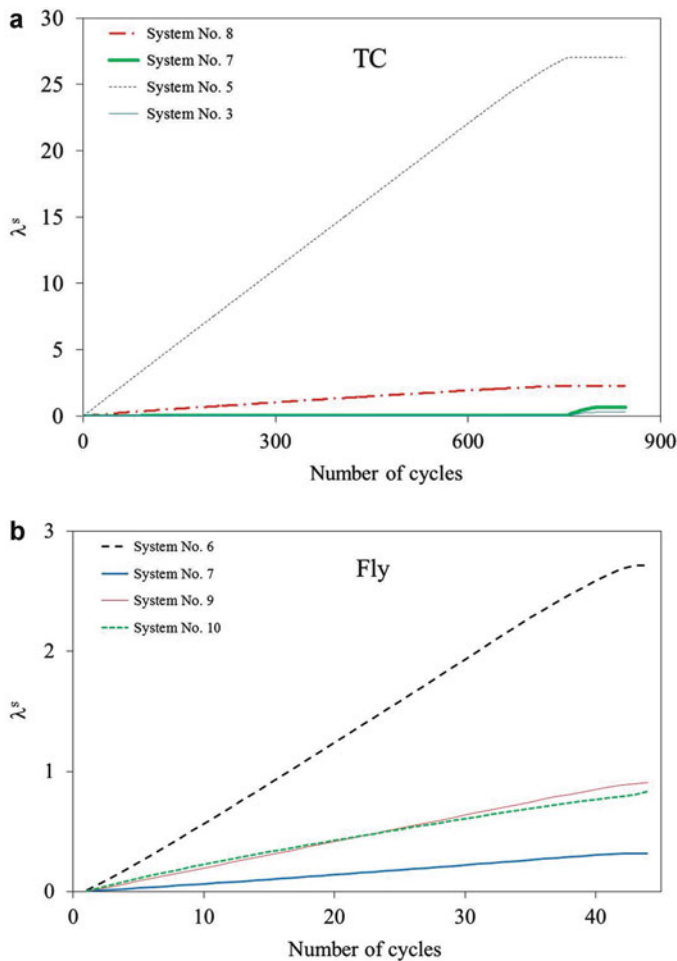 a
30
25
20
15
10
5
0
λˢ
System No. 8
System No. 7
System No. 5
System No. 3
TC
0 300 600 900
Number of cycles
b
3
2
1
0
λˢ
System No. 6
System No. 7
System No. 9
System No. 10
Fly
0 10 20 30 40
Number of cycles